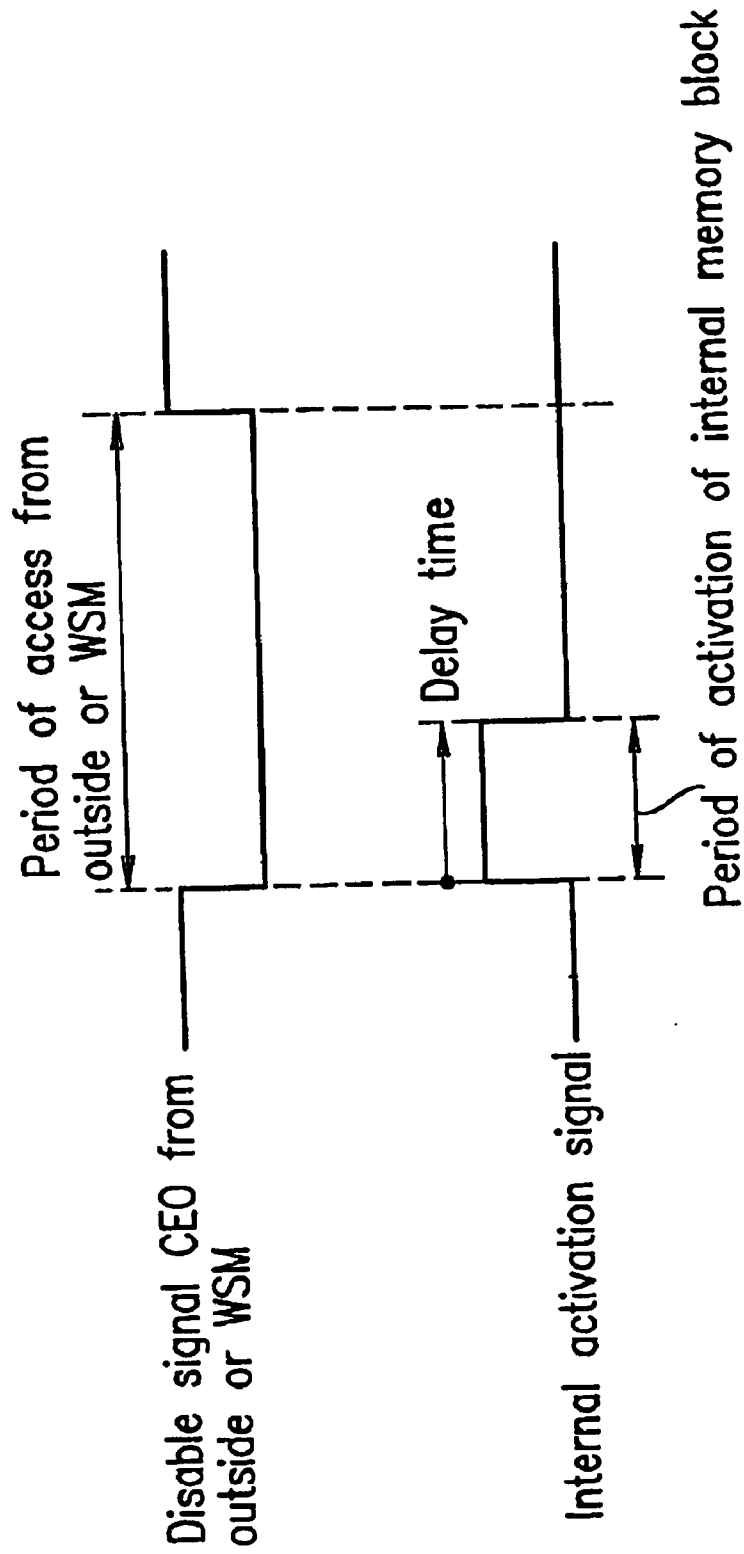 Period of access from
outside or WSM
Disable signal CEO from
outside or WSM
Delay time
Internal activation signal
Period of activation of internal memory block